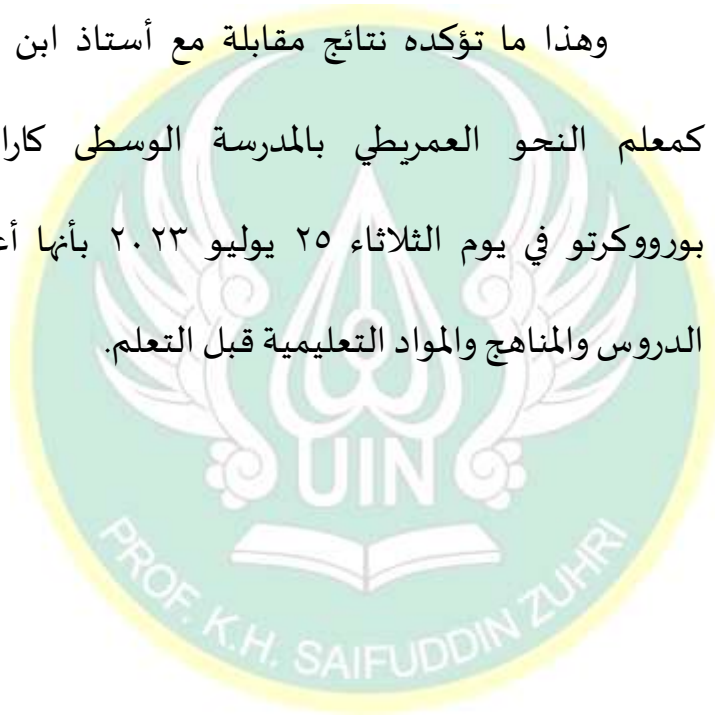 وهذا ما تؤكده نتائج مقابلة مع أستاذ ابن
كمعلم النحو العمريطي بالمدرسة الوسطى كارا
بورووكرتو في يوم الثلاثاء ٢٥ يوليو ٢٠٢٣ بأنها
الدروس والمناهج والمواد التعليمية قبل التعلم.
UIN
PROF. K.H. SAIFUDDIN ZUHRI